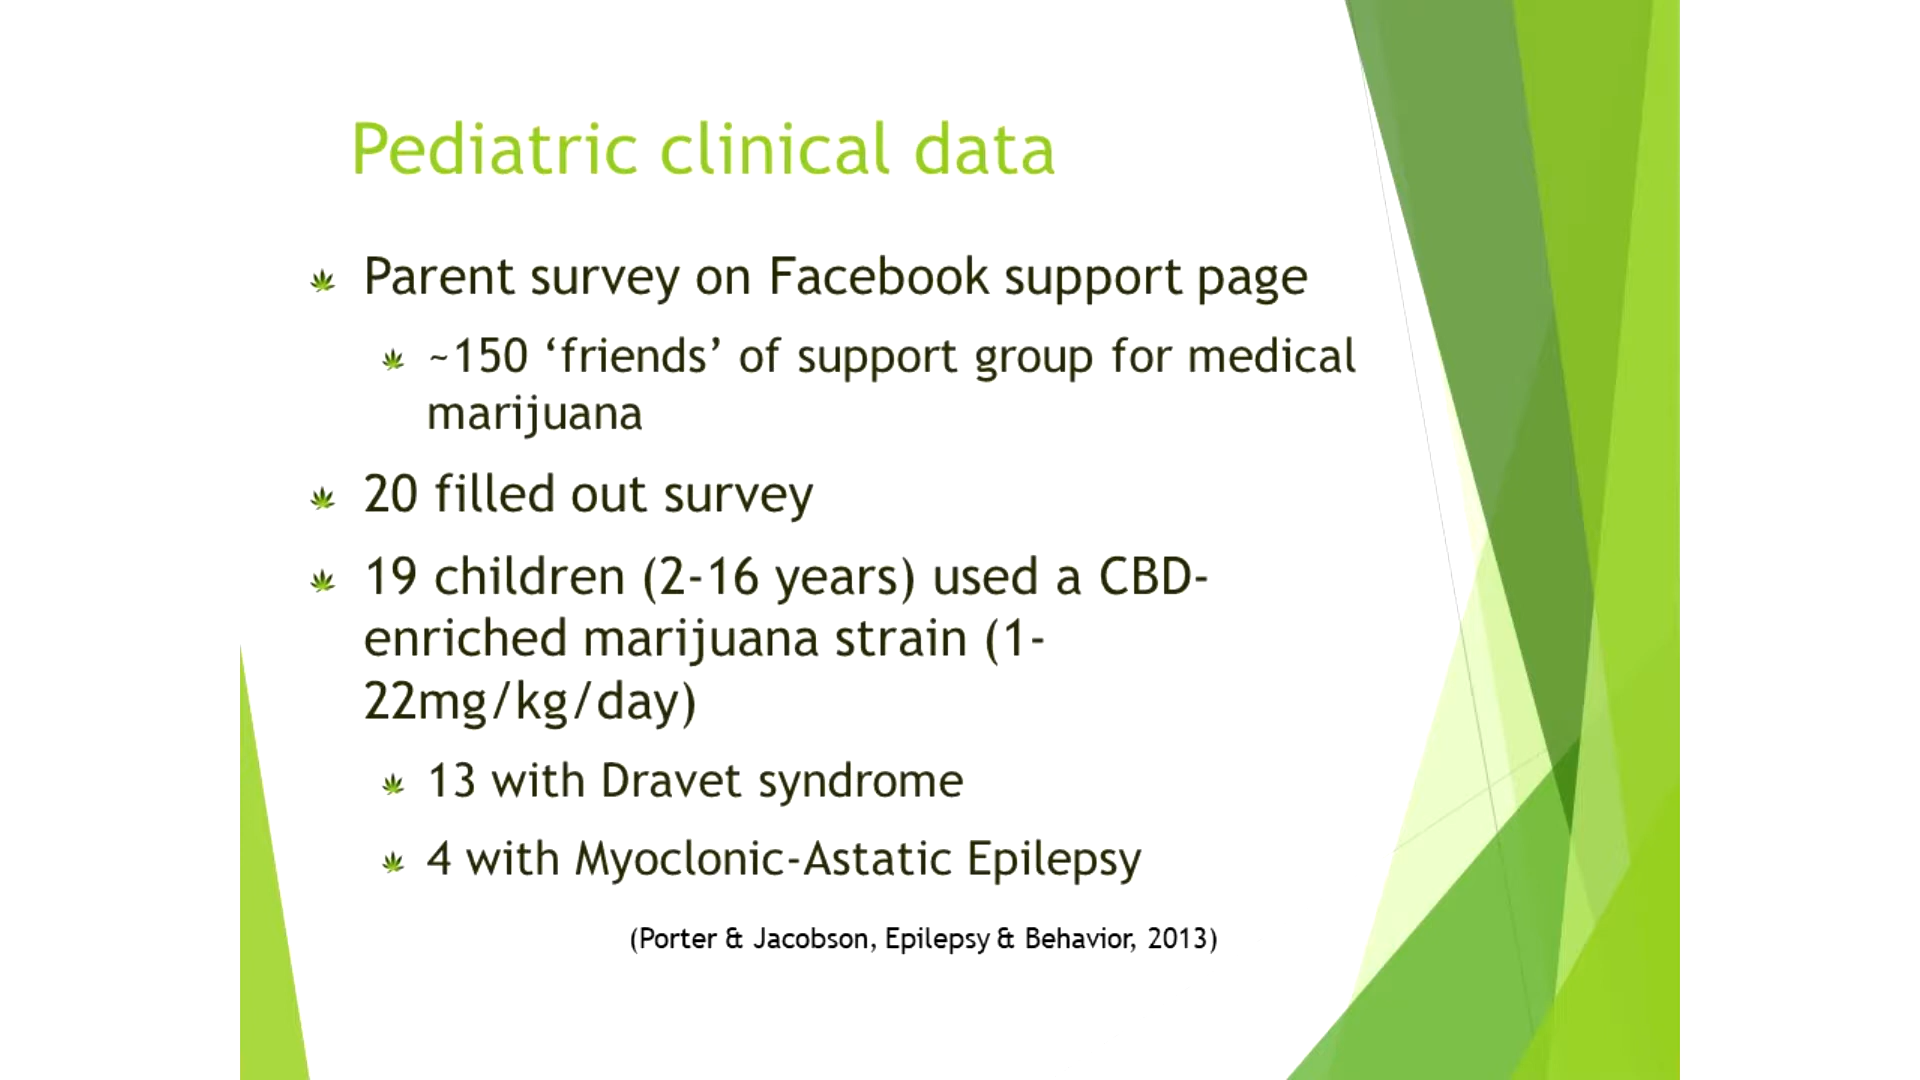 Pediatric clinical data
Parent survey on Facebook support page
~150 ‘friends’ of support group for medical
marijuana
20 filled out survey
19 children (2-16 years) used a CBD-
enriched marijuana strain (1-
22mg/kg/day)
13 with Dravet syndrome
4 with Myoclonic-Astatic Epilepsy
(Porter & Jacobson, Epilepsy & Behavior, 2013)